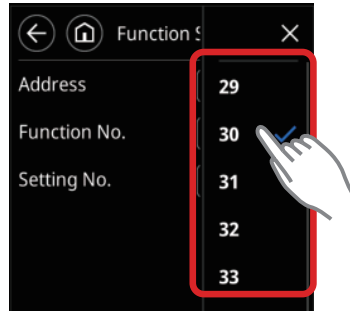 Function S
Address
Function No.
Setting No.
29
30
31
32
33